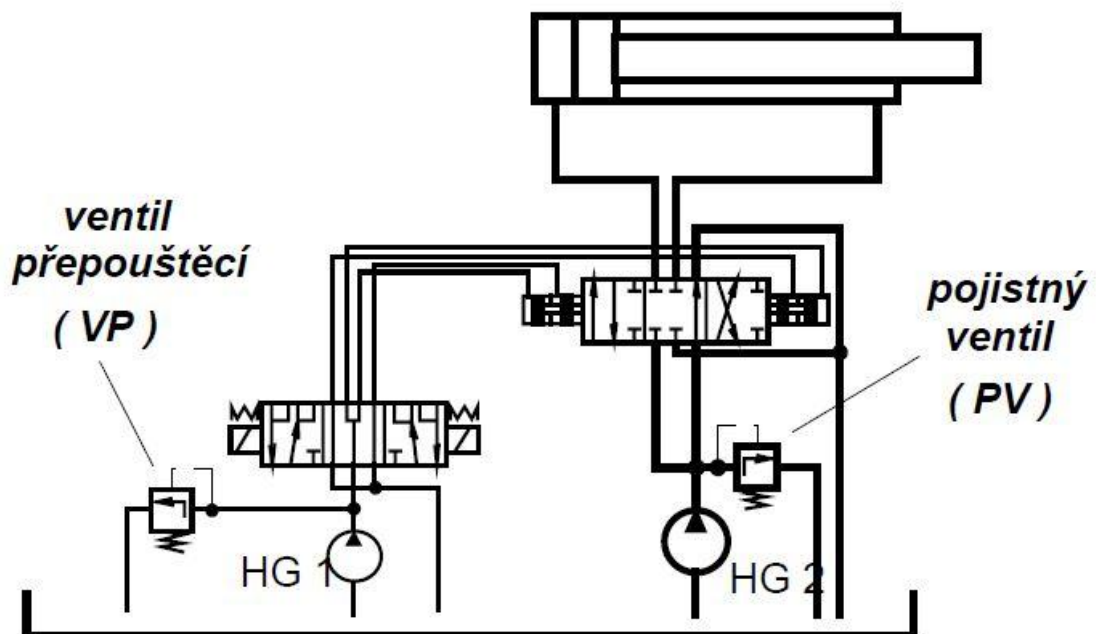 ventil
přepouštěcí
( VP )
pojistný
ventil
( PV )
HG 1
HG 2